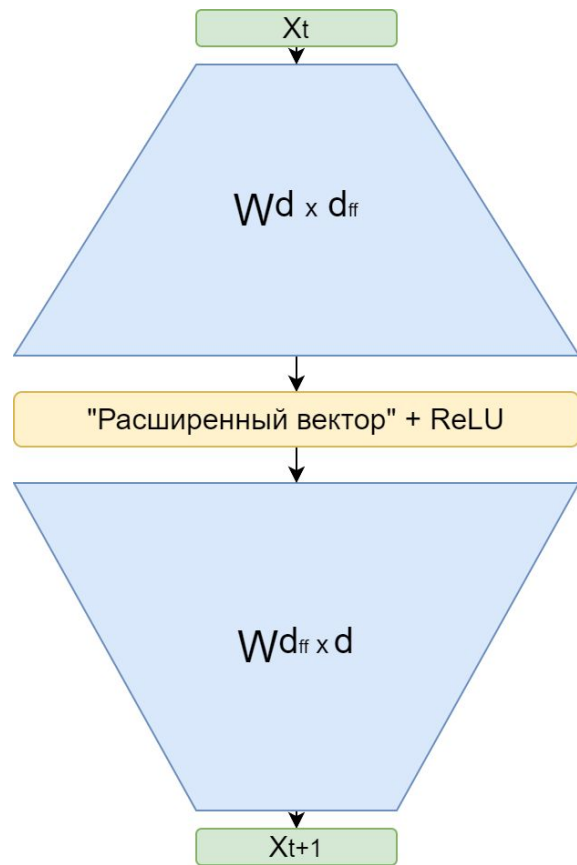 Xt
Wd x dff
"Расширенный вектор" + ReLU
Wdff x d
Xt+1